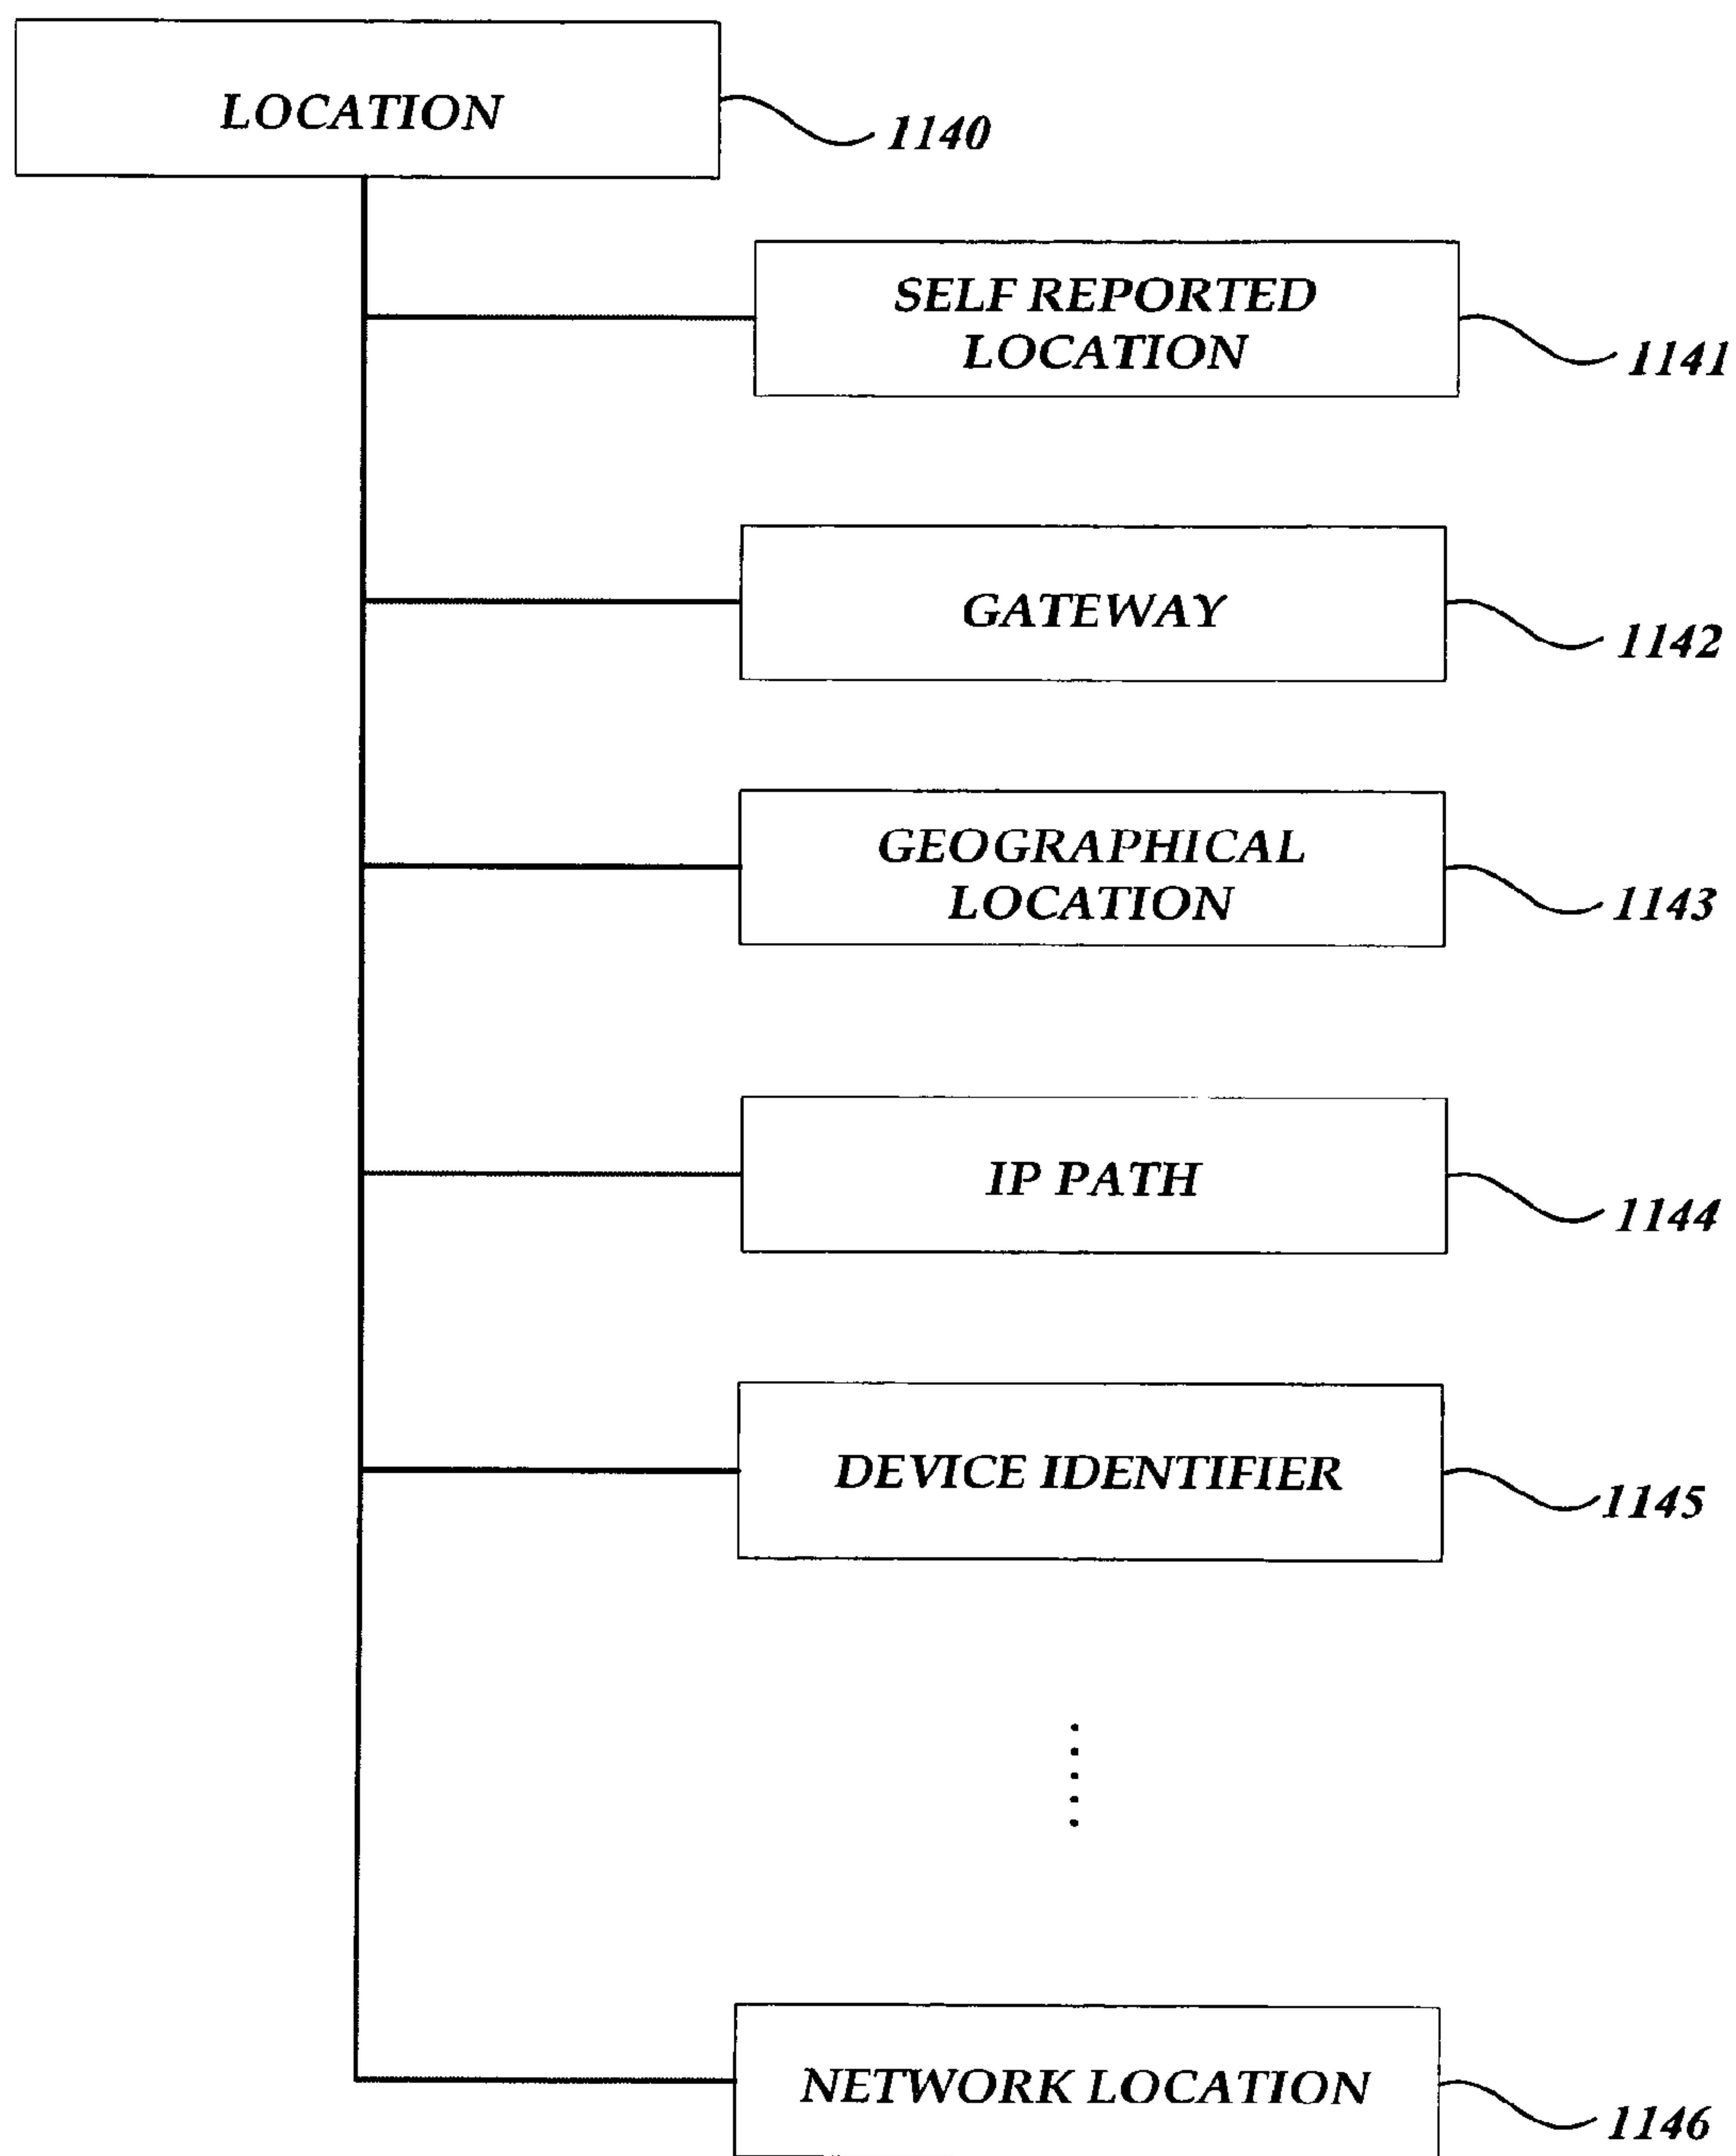 LOCATION
1140
SELF REPORTED
LOCATION
1141
GATEWAY
1142
GEOGRAPHICAL
LOCATION
1143
IP PATH
1144
DEVICE IDENTIFIER
1145
NETWORK LOCATION
1146